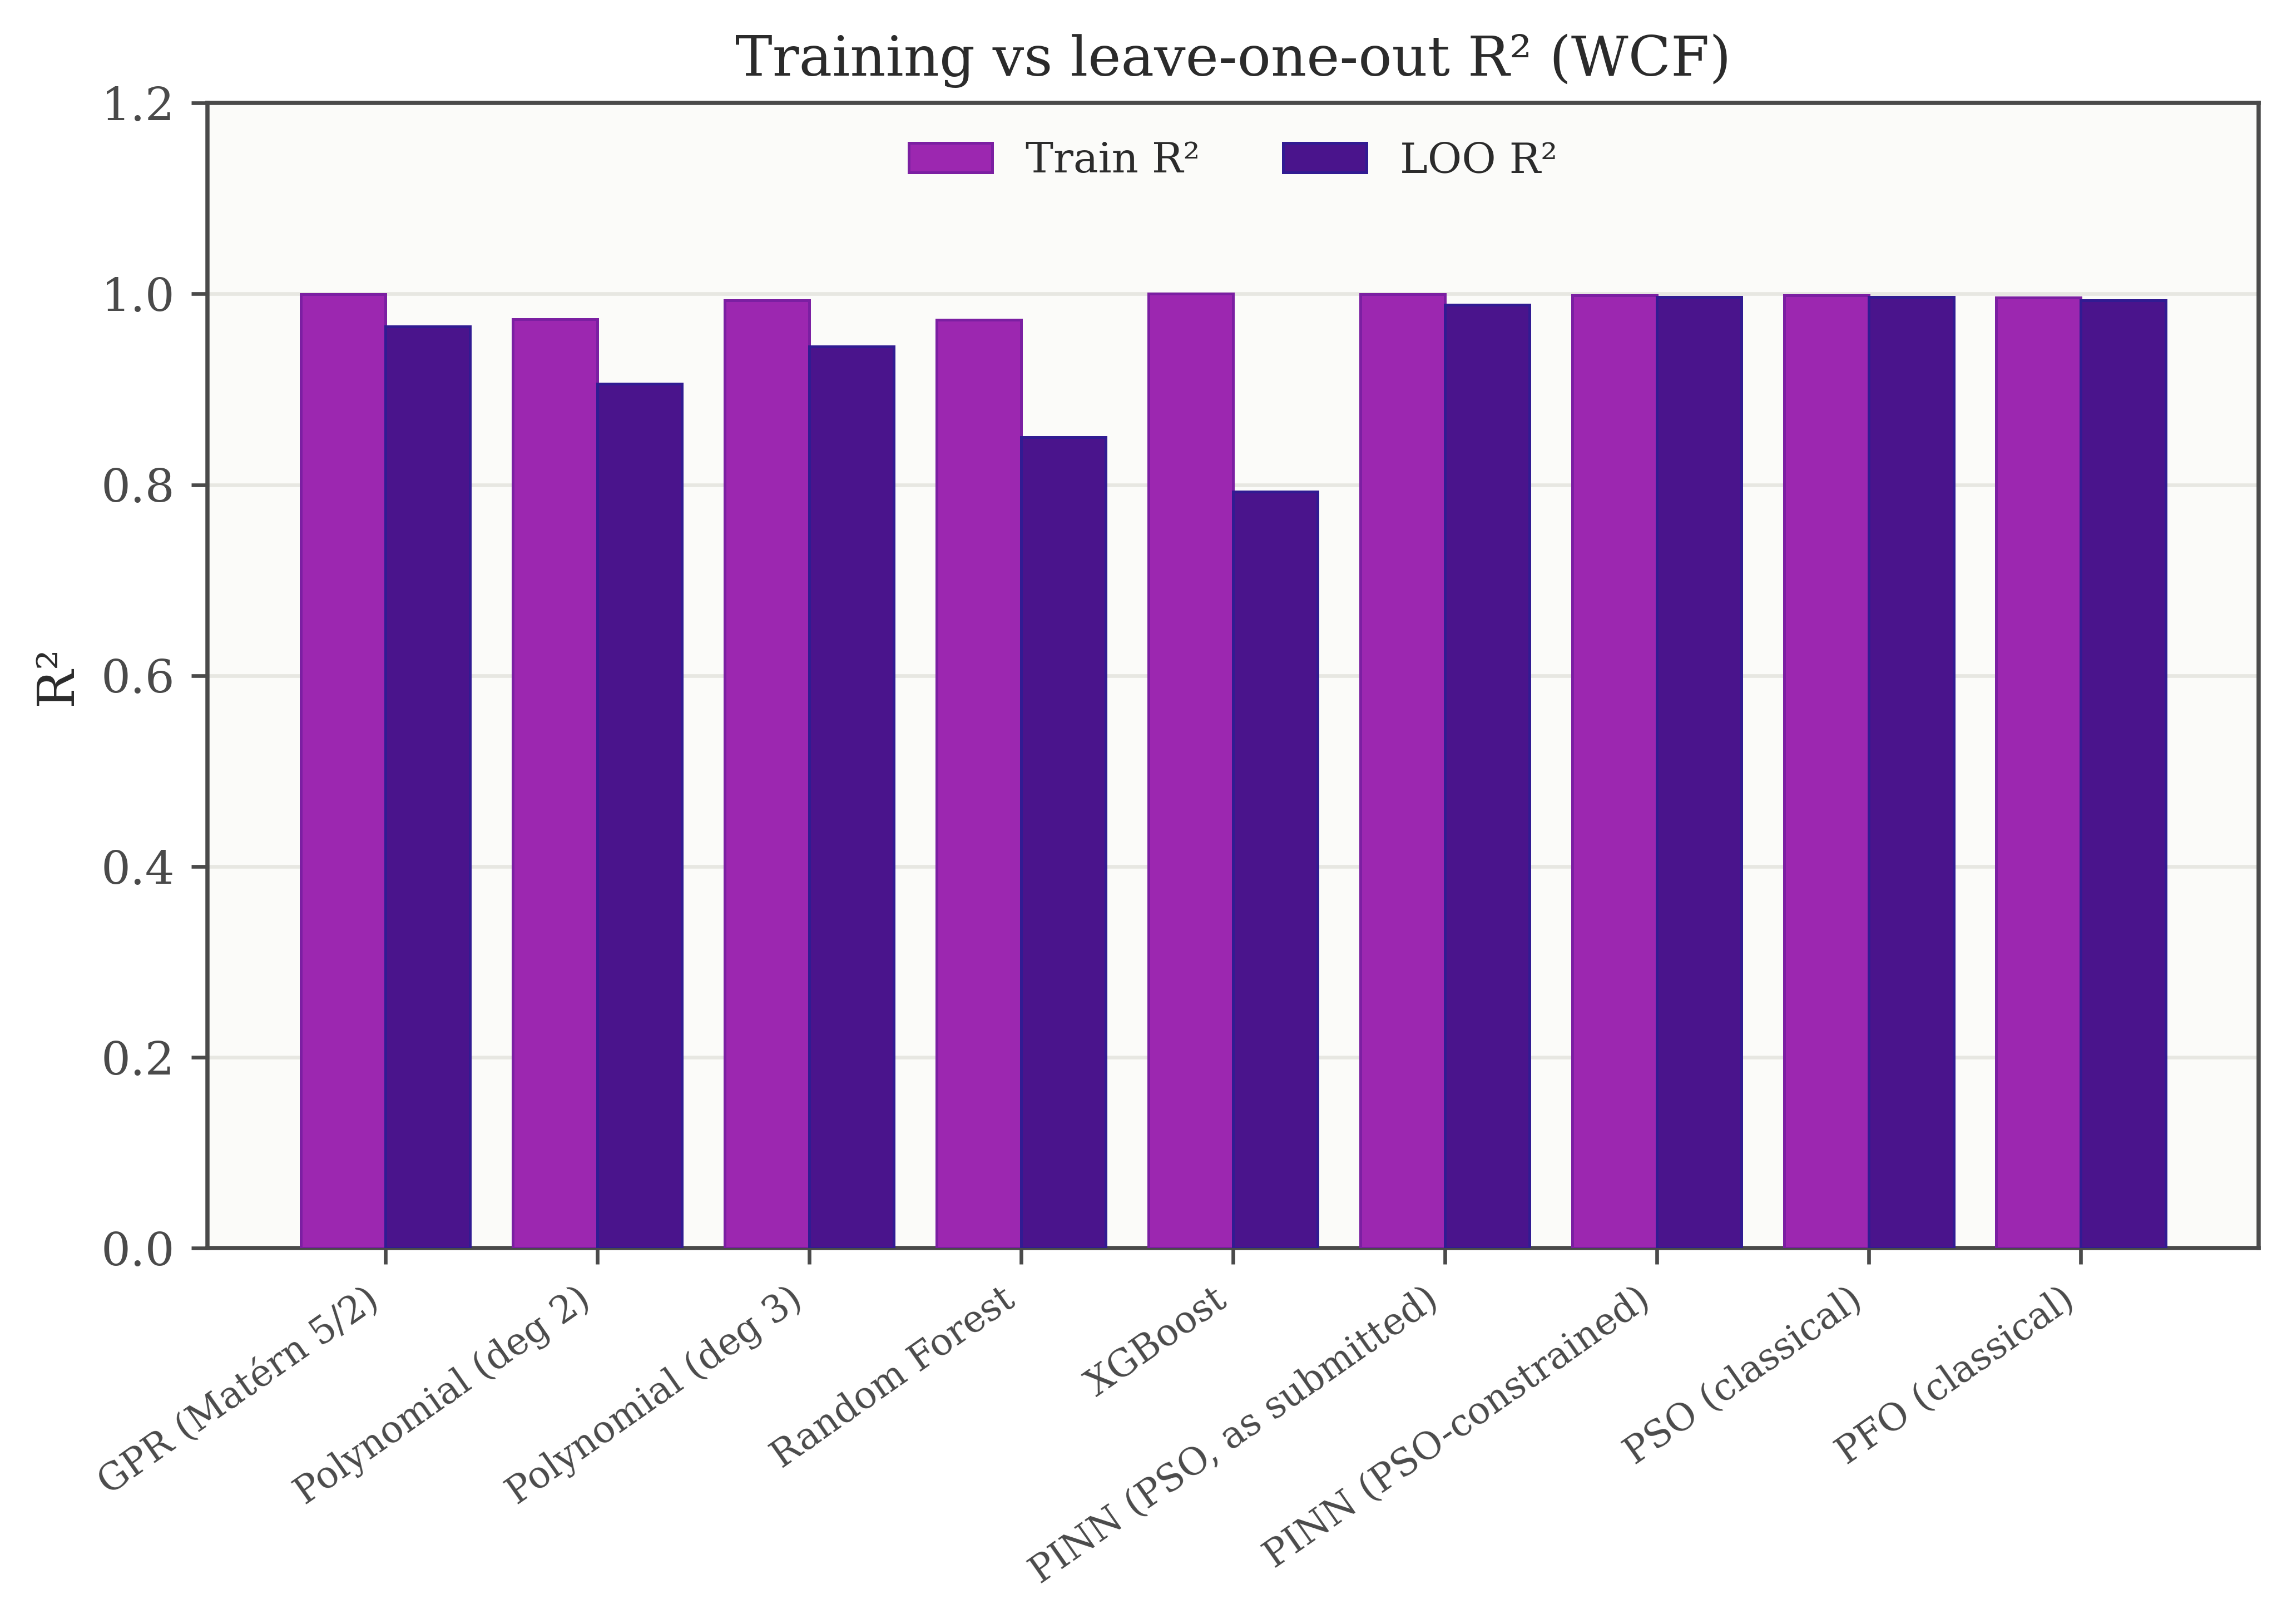 Training vs leave-one-out R² (WCF)
Train R²
LOO R²
R²
1.2
1.0
0.8
0.6
0.4
0.2
0.0
GPR (Matérn 5/2)
Polynomial (deg 2)
Polynomial (deg 3)
Random Forest
XGBoost
PINN (PSO, as submitted)
PINN (PSO-constrained)
PSO (classical)
PFO (classical)